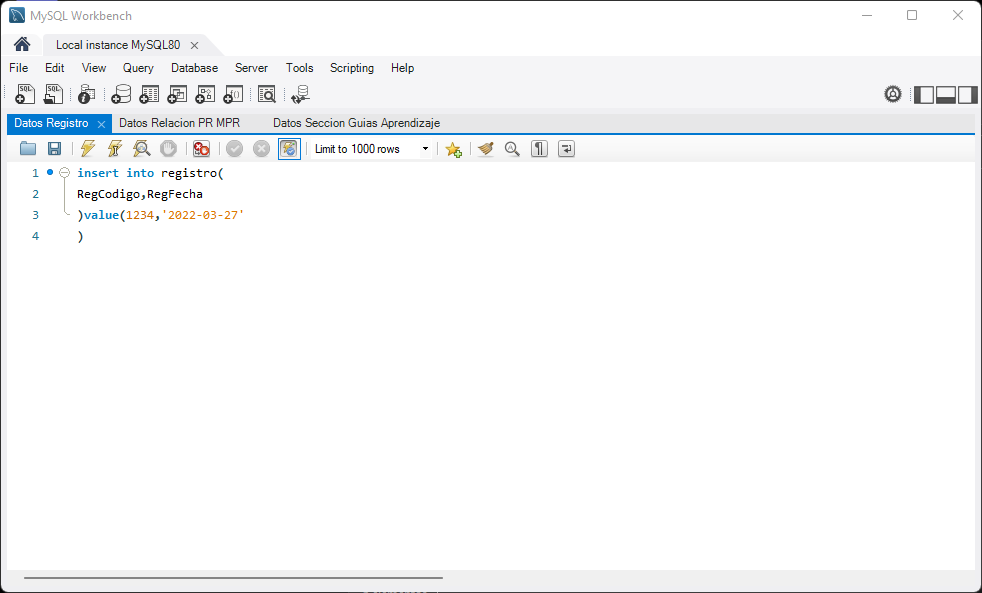 MySQL Workbench
Local instance MySQL80
File Edit View Query Database Server Tools Scripting Help
Datos Registro Datos Relacion PR MPR Datos Seccion Guias Aprendizaje
Limit to 1000 rows
1 insert into registro(
2 RegCodigo,RegFecha
3 )value(1234,'2022-03-27'
4 )